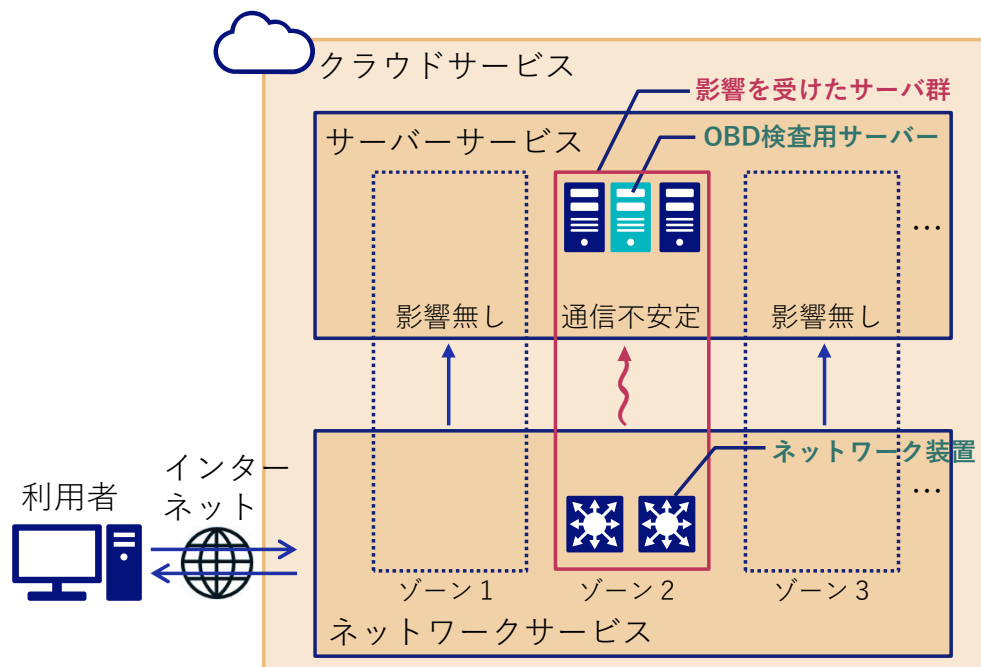 クラウドサービス
影響を受けたサーバ群
サーバーサービス
OBD検査用サーバー
…
影響無し
通信不安定
影響無し
ネットワーク装置
…
インター
ネット
利用者
ゾーン1
ゾーン2
ゾーン3
ネットワークサービス